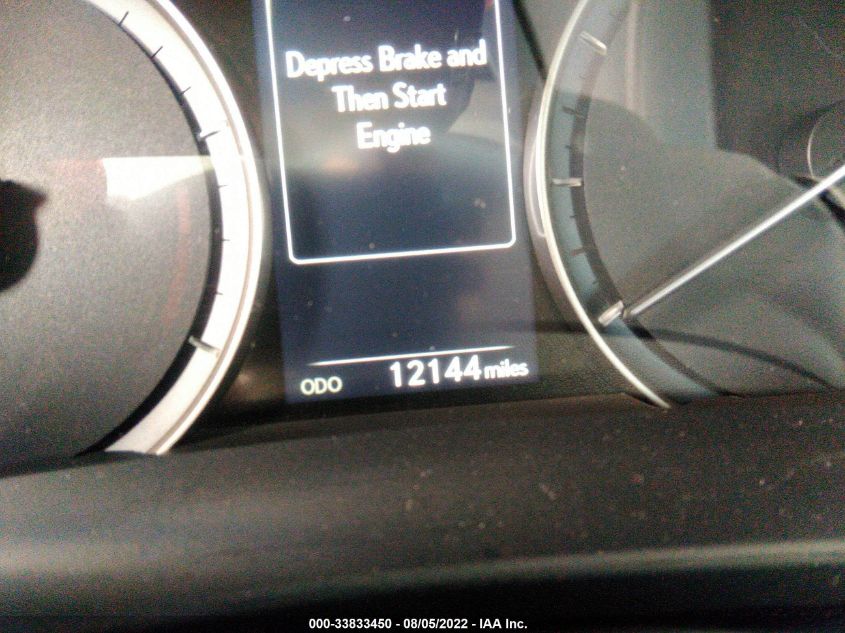 Depress Brake and
Then Start
Engine
ODO 12144 miles
000-33833450 - 08/05/2022 - IAA Inc.